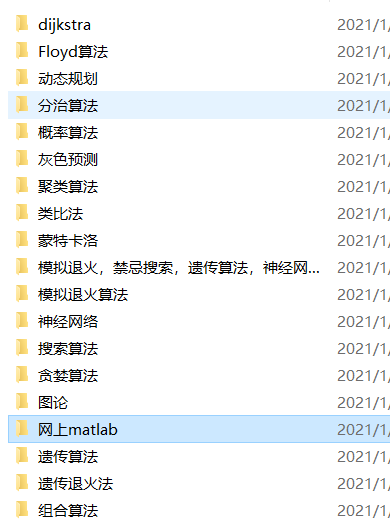 dijkstra 2021/1/
Floyd算法 2021/1/
动态规划 2021/1/
分治算法 2021/1/
概率算法 2021/1/
灰色预测 2021/1/
聚类算法 2021/1/
类比法 2021/1/
蒙特卡洛 2021/1/
模拟退火，禁忌搜索，遗传算法，神经网... 2021/1/
模拟退火算法 2021/1/
神经网络 2021/1/
搜索算法 2021/1/
贪婪算法 2021/1/
图论 2021/1/
网上matlab 2021/1/
遗传算法 2021/1/
遗传退火法 2021/1/
组合算法 2021/1/